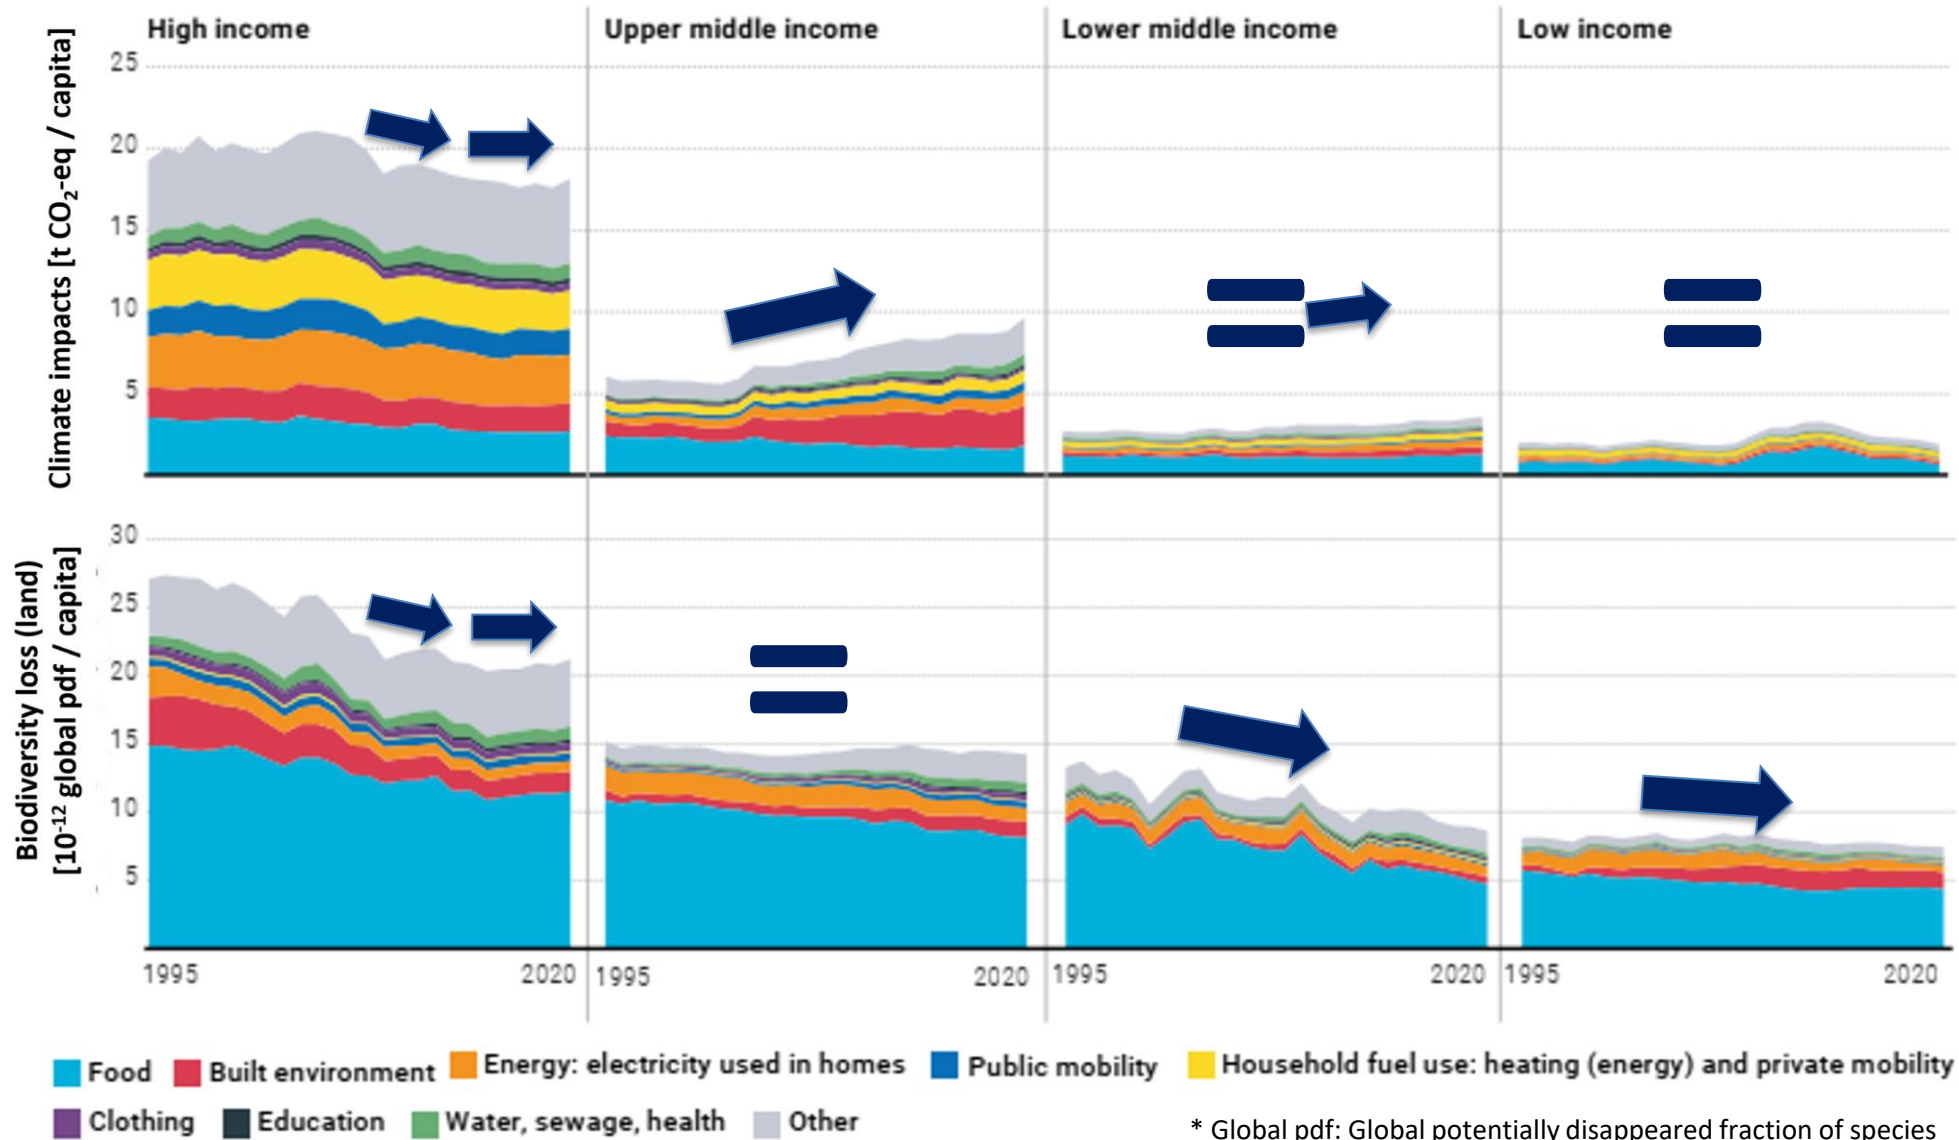 High income
Upper middle income
Lower middle income
Low income
Climate impacts [t CO₂-eq / capita]
25
20
15
10
5
Biodiversity loss (land)
[10⁻¹² global pdf / capita]
30
25
20
15
10
5
1995
2020
1995
2020
1995
2020
1995
2020
Food
Built environment
Energy: electricity used in homes
Public mobility
Household fuel use: heating (energy) and private mobility
Clothing
Education
Water, sewage, health
Other
* Global pdf: Global potentially disappeared fraction of species